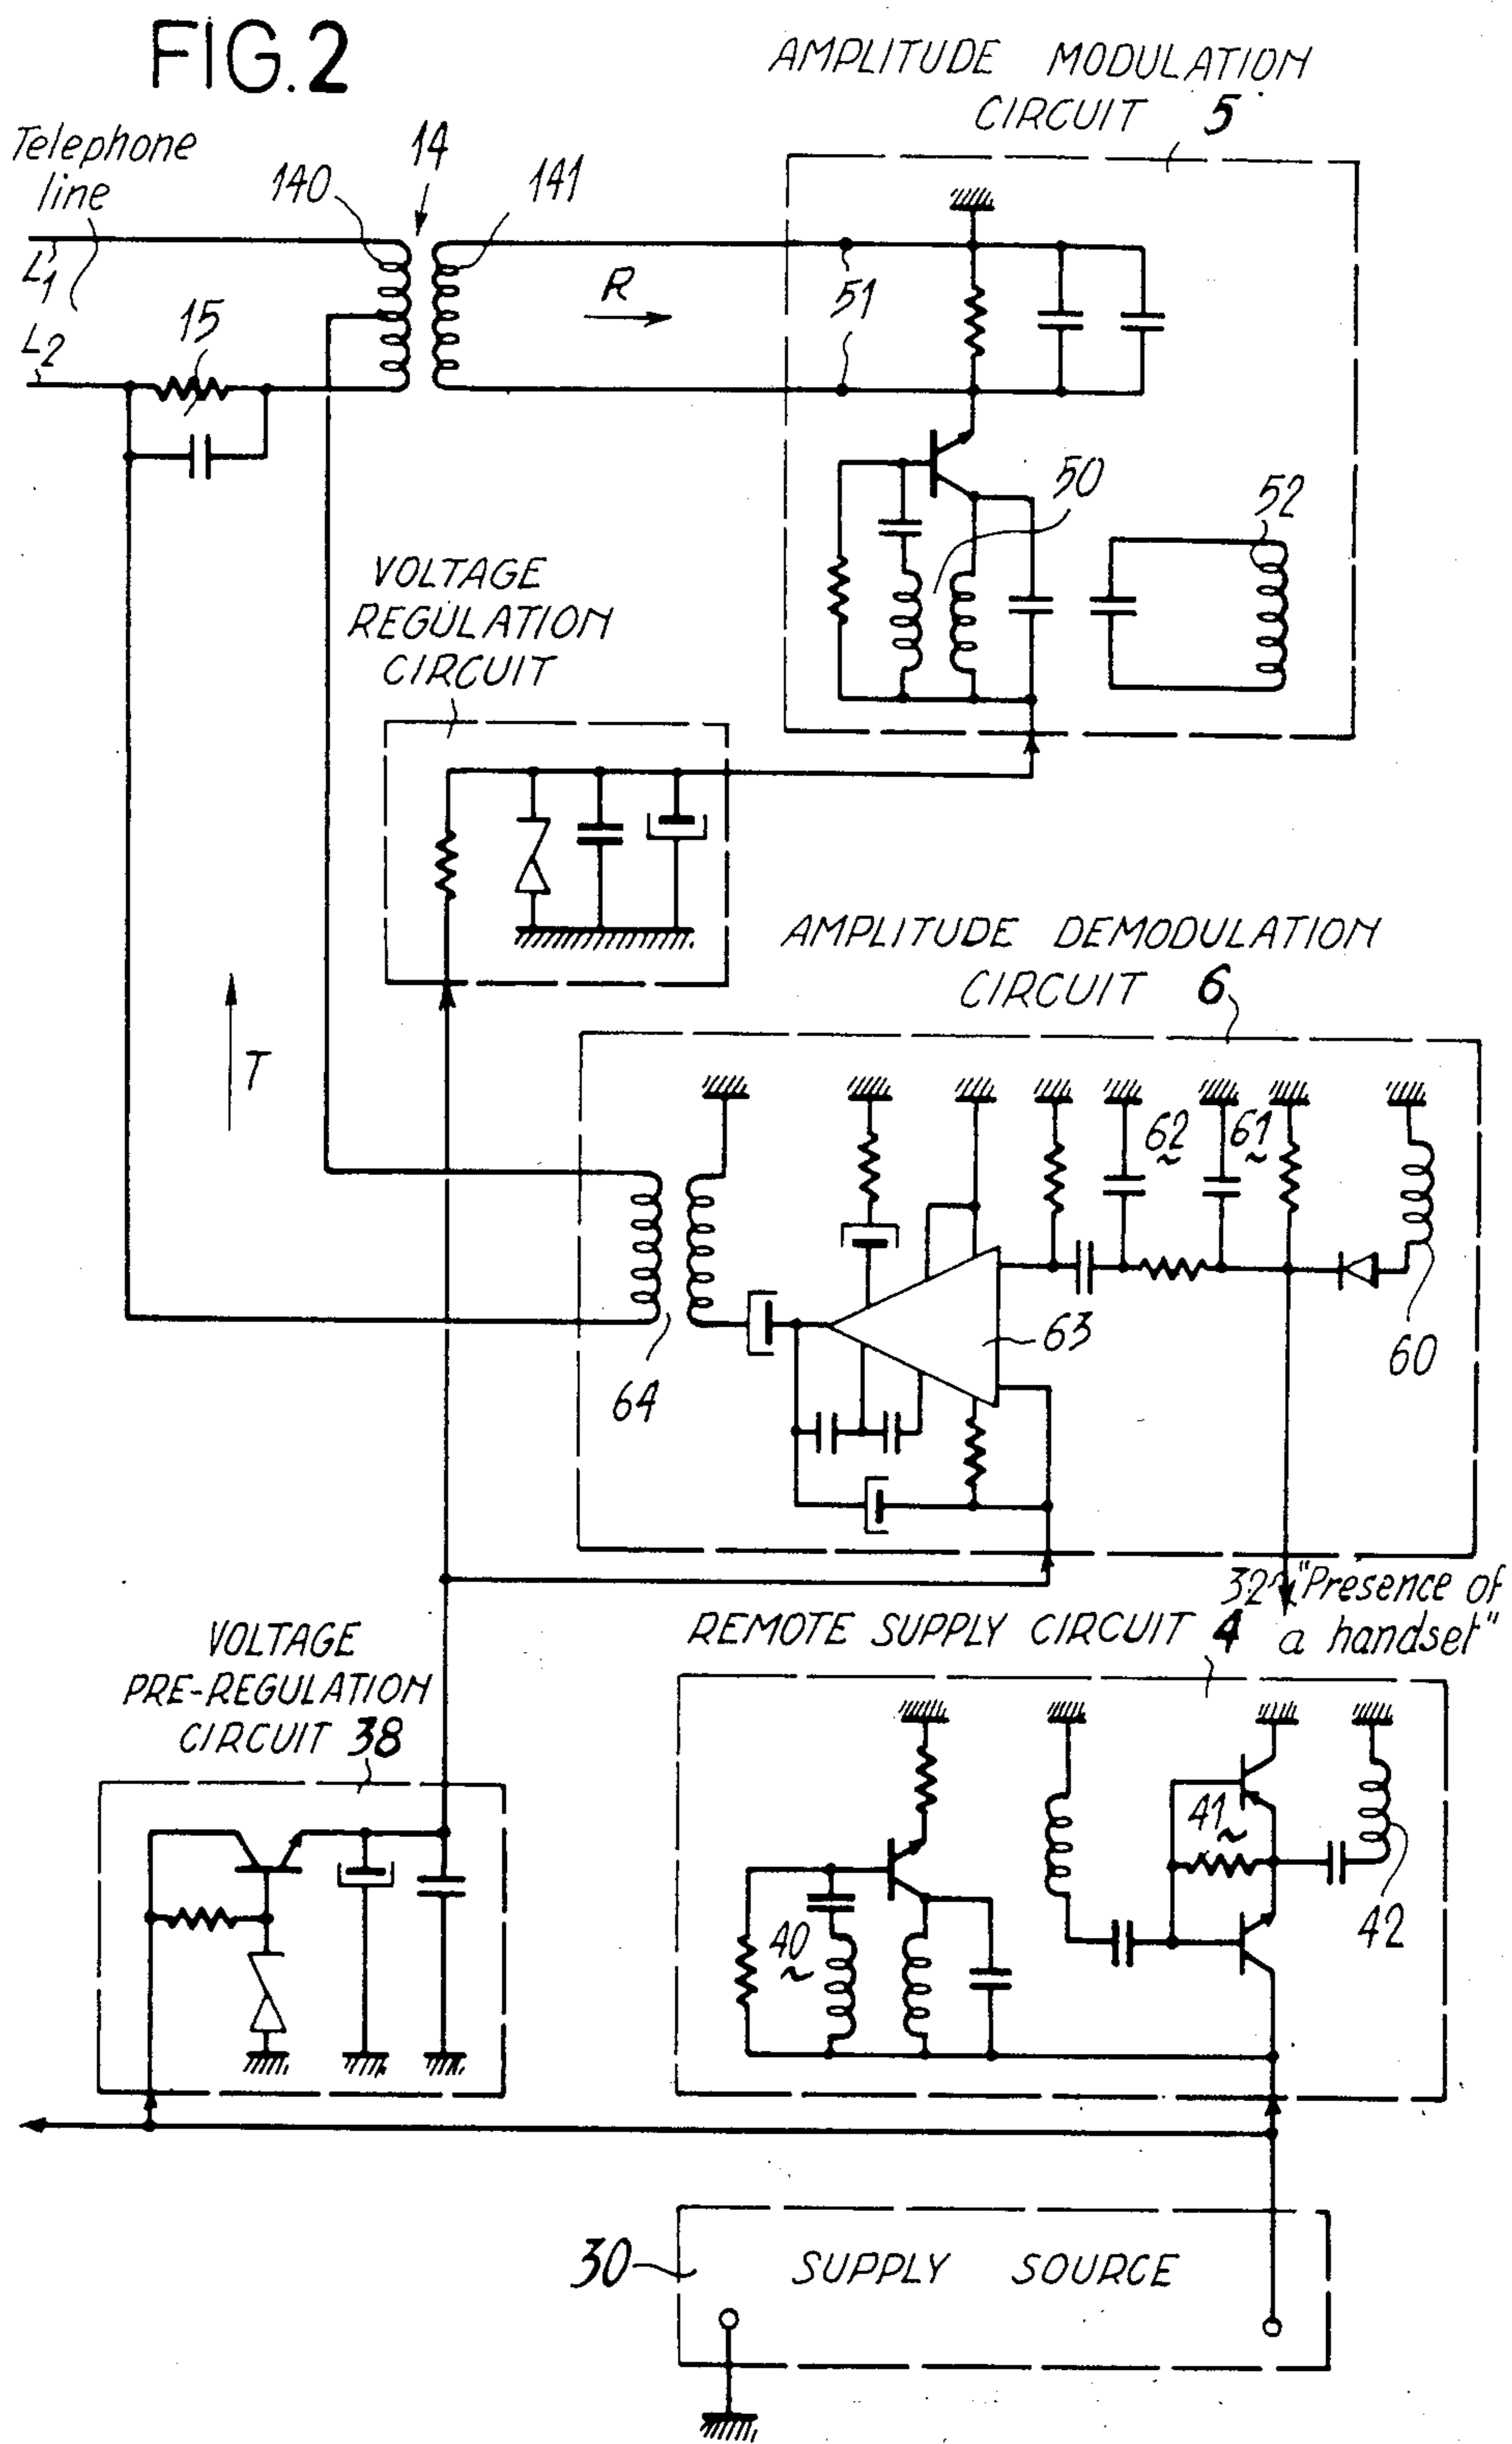 FIG.2
AMPLITUDE MODULATION
CIRCUIT 5
Telephone
line
14
140
141
L1
R
51
15
L2
50
52
VOLTAGE
REGULATION
CIRCUIT
AMPLITUDE DEMODULATION
CIRCUIT 6
T
62
61
63
60
64
32 "Presence of
a handset"
REMOTE SUPPLY CIRCUIT 4
VOLTAGE
PRE-REGULATION
CIRCUIT 38
41
40
42
30
SUPPLY SOURCE